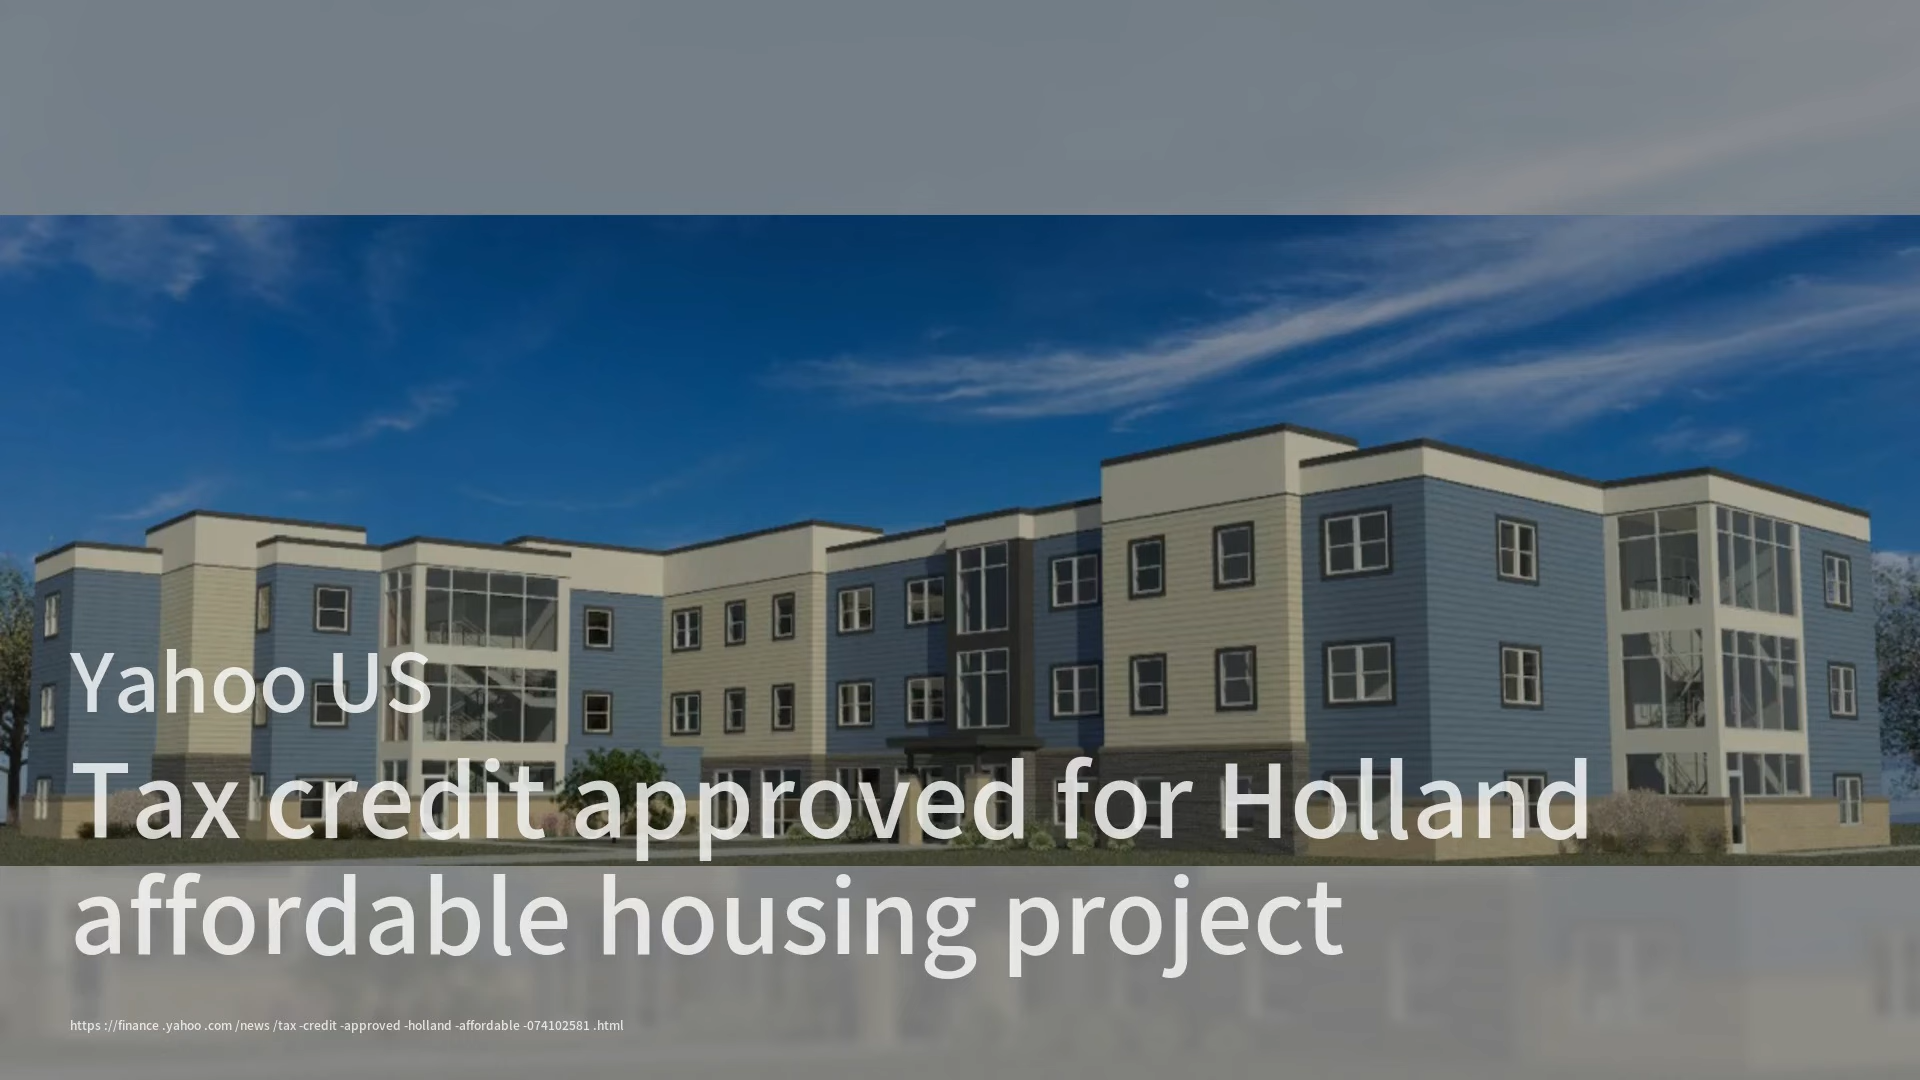 Yahoo US
Tax credit approved for Holland
affordable housing project
https ://finance .yahoo .com /news /tax -credit -approved -holland -affordable -074102581 .html